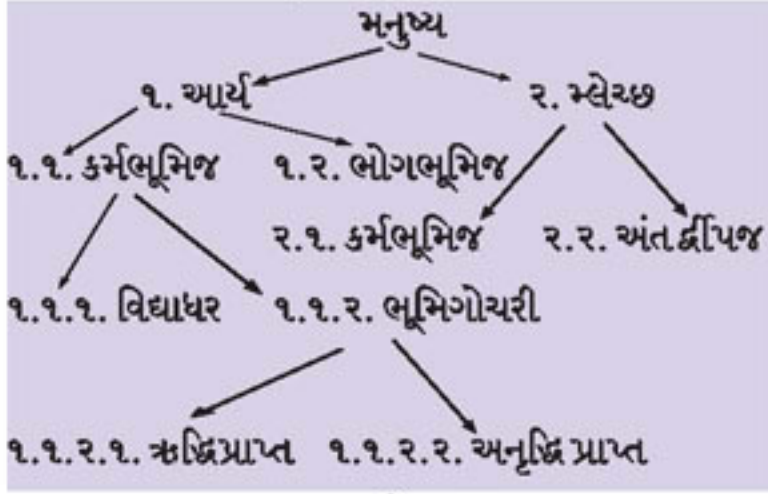 મનુષ્ય
૧. આર્ય ૨. મ્લેચ્છ
૧.૧. કર્મભૂમિજ ૧.૨. ભોગભૂમિજ
૨.૧. કર્મભૂમિજ ૨.૨. અંતર્દ્વીપજ
૧.૧.૧. વિદ્યાધર ૧.૧.૨. ભૂમિગોચરી
૧.૧.૨.૧. ઋદ્ધિપ્રાપ્ત ૧.૧.૨.૨. અનૃદ્ધિ પ્રાપ્ત